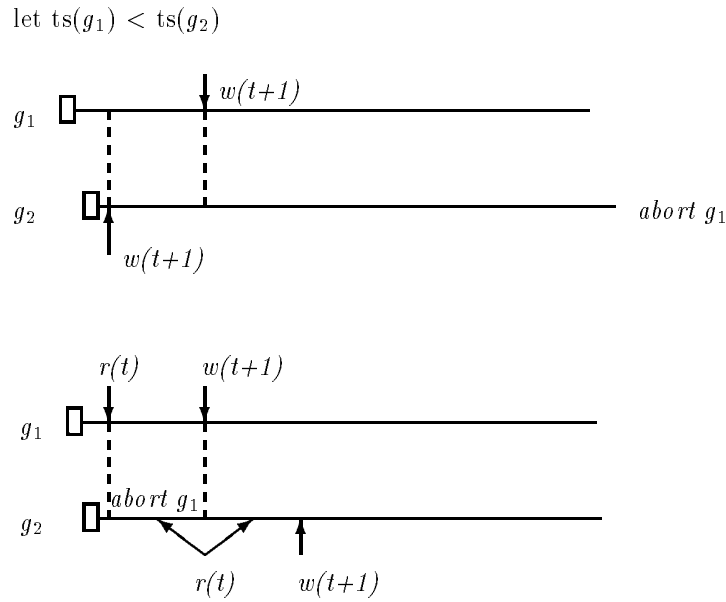 let ts(g₁) < ts(g₂)
w(t+1)
g₁
g₂
abort g₁
w(t+1)
r(t) w(t+1)
g₁
abort g₁
g₂
r(t) w(t+1)